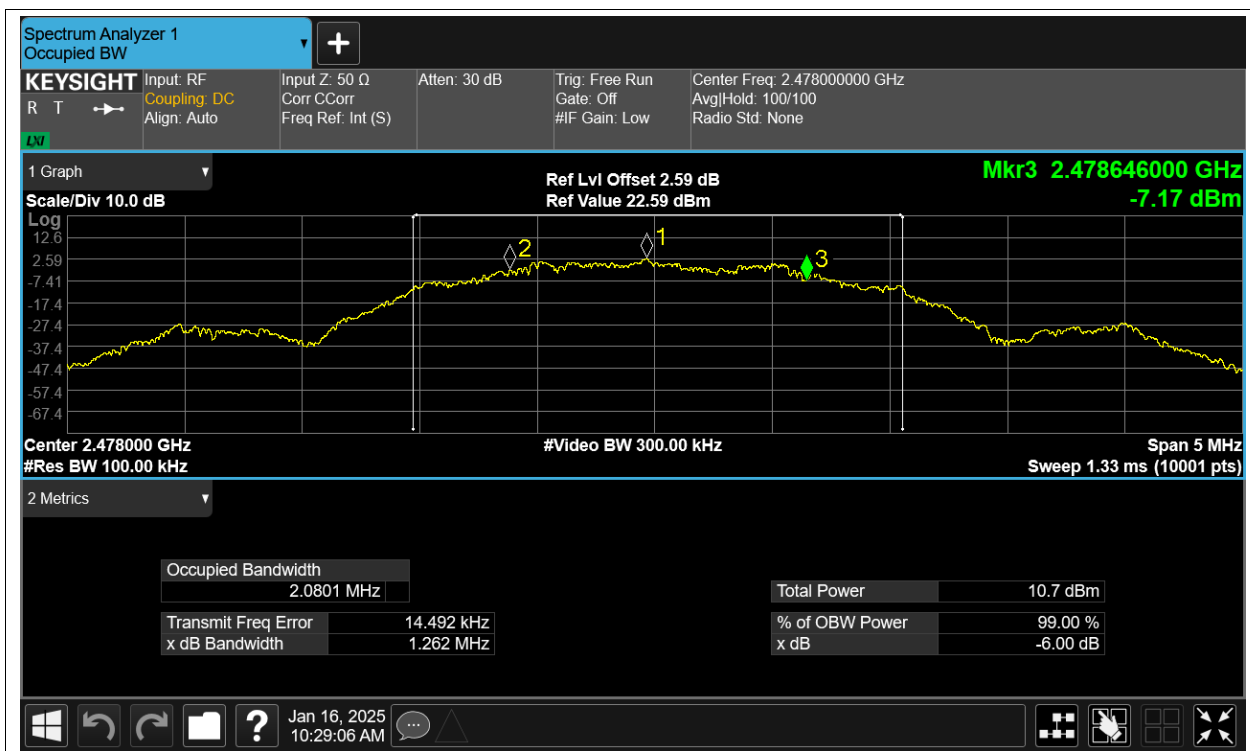 Spectrum Analyzer 1
Occupied BW
KEYSIGHT
R T
LXI
Input: RF
Coupling: DC
Align: Auto
Input Z: 50 Ω
Corr CCorr
Freq Ref: Int (S)
Atten: 30 dB
Trig: Free Run
Gate: Off
#IF Gain: Low
Center Freq: 2.478000000 GHz
Avg|Hold: 100/100
Radio Std: None
1 Graph
Scale/Div 10.0 dB
Ref Lvl Offset 2.59 dB
Ref Value 22.59 dBm
Mkr3 2.478646000 GHz
-7.17 dBm
Log
12.6
2.59
-7.41
-17.4
-27.4
-37.4
-47.4
-57.4
-67.4
2
1
3
Center 2.478000 GHz
#Video BW 300.00 kHz
Span 5 MHz
#Res BW 100.00 kHz
Sweep 1.33 ms (10001 pts)
2 Metrics
Occupied Bandwidth
2.0801 MHz
Total Power 10.7 dBm
Transmit Freq Error 14.492 kHz
% of OBW Power 99.00 %
x dB Bandwidth 1.262 MHz
x dB -6.00 dB
?
Jan 16, 2025
10:29:06 AM